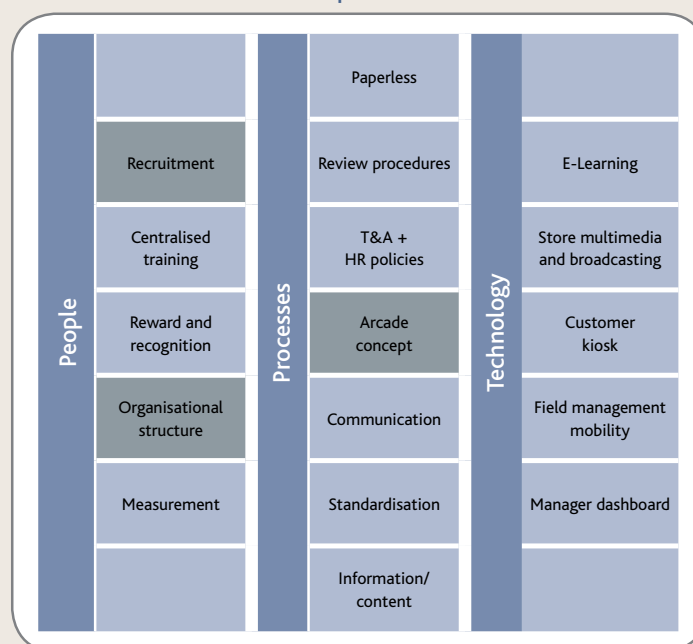 People
Recruitment
Centralised
training
Reward and
recognition
Organisational
structure
Measurement
Processes
Paperless
Review procedures
T&A +
HR policies
Arcade
concept
Communication
Standardisation
Information/
content
Technology
E-Learning
Store multimedia
and broadcasting
Customer
kiosk
Field management
mobility
Manager dashboard